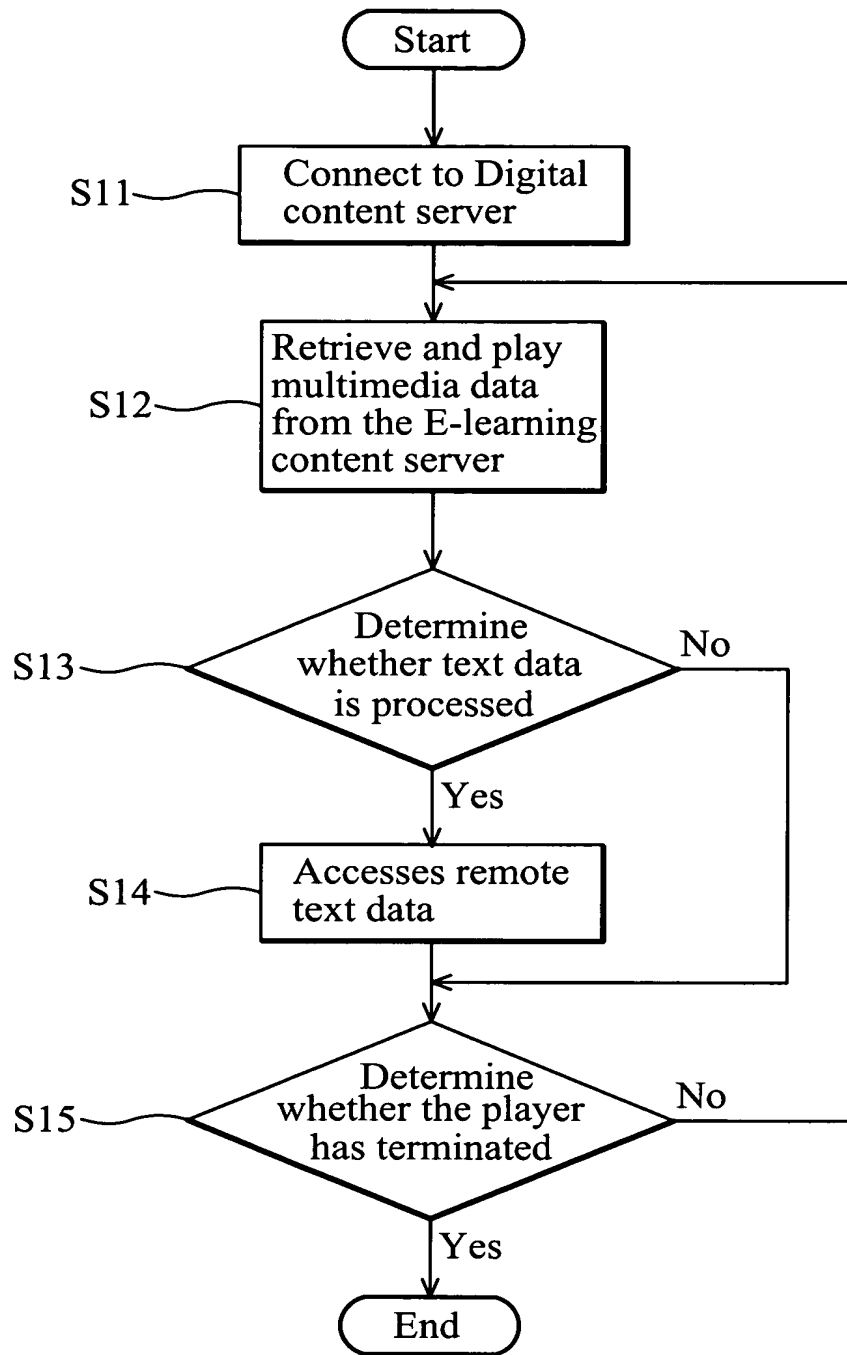 Start
S11
Connect to Digital
content server
S12
Retrieve and play
multimedia data
from the E-learning
content server
S13
Determine
whether text data
is processed
No
Yes
S14
Accesses remote
text data
S15
Determine
whether the player
has terminated
No
Yes
End